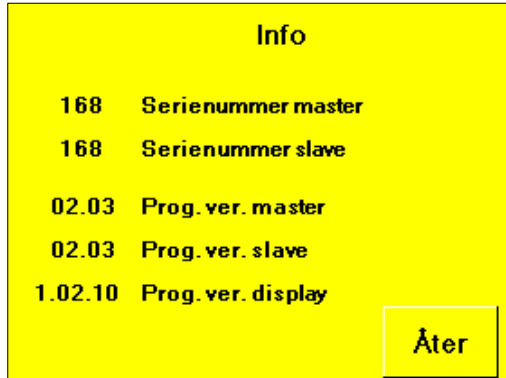 Info
168 Serienummer master
168 Serienummer slave
02.03 Prog. ver. master
02.03 Prog. ver. slave
1.02.10 Prog. ver. display
Åter